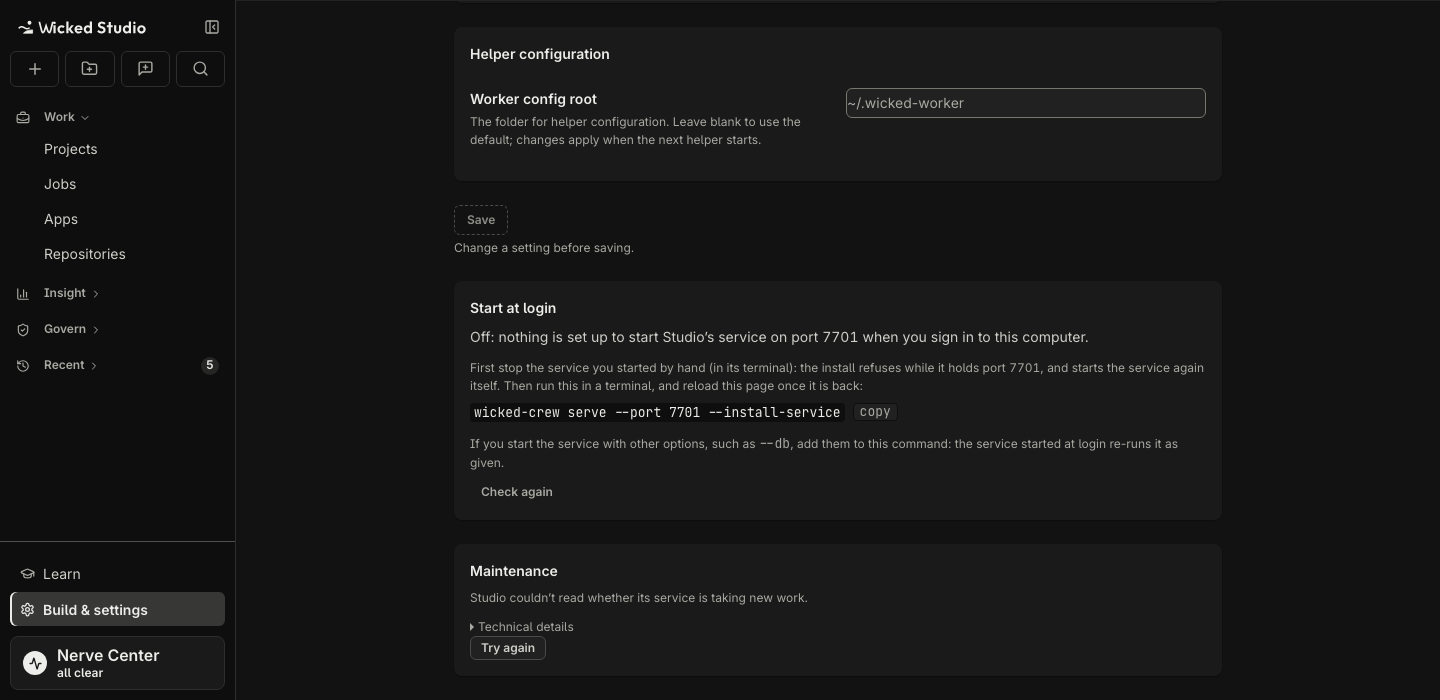 Wicked Studio
Work
Projects
Jobs
Apps
Repositories
Insight
Govern
Recent
5
Learn
Build & settings
Nerve Center
all clear
Helper configuration
Worker config root
The folder for helper configuration. Leave blank to use the
default; changes apply when the next helper starts.
~/.wicked-worker
Save
Change a setting before saving.
Start at login
Off: nothing is set up to start Studio’s service on port 7701 when you sign in to this computer.
First stop the service you started by hand (in its terminal): the install refuses while it holds port 7701, and starts the service again
itself. Then run this in a terminal, and reload this page once it is back:
wicked-crew serve --port 7701 --install-service copy
If you start the service with other options, such as --db, add them to this command: the service started at login re-runs it as
given.
Check again
Maintenance
Studio couldn’t read whether its service is taking new work.
Technical details
Try again